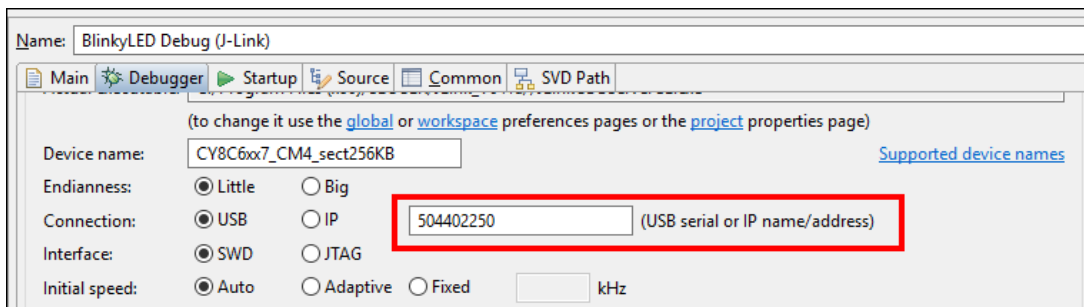 Name: BlinkyLED Debug (J-Link)
Main Debugger Startup Source Common SVD Path
(to change it use the global or workspace preferences pages or the project properties page)
Device name: CY8C6xx7_CM4_sect256KB Supported device names
Endianness: Little Big
Connection: USB IP 504402250 (USB serial or IP name/address)
Interface: SWD JTAG
Initial speed: Auto Adaptive Fixed kHz